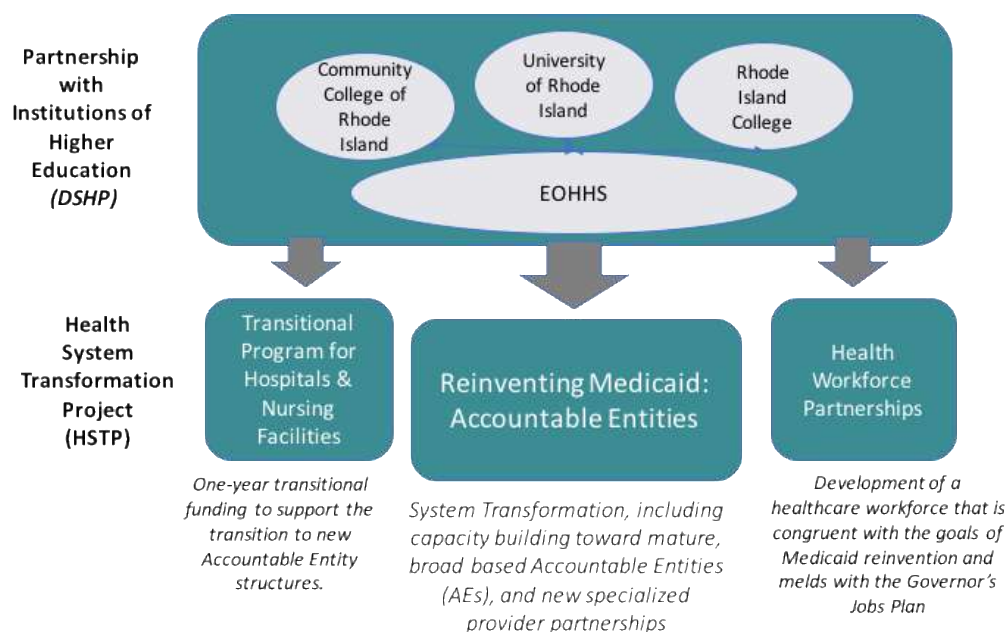 Partnership
with
Institutions of
Higher
Education
(DSHP)
Community
College of
Rhode
Island
University
of Rhode
Island
Rhode
Island
College
EOHHS
Health
System
Transformation
Project
(HSTP)
Transitional
Program for
Hospitals &
Nursing
Facilities
Reinventing Medicaid:
Accountable Entities
Health
Workforce
Partnerships
One-year transitional
funding to support the
transition to new
Accountable Entity
structures.
System Transformation, including
capacity building toward mature,
broad based Accountable Entities
(AEs), and new specialized
provider partnerships
Development of a
healthcare workforce that is
congruent with the goals of
Medicaid reinvention and
melds with the Governor's
Jobs Plan